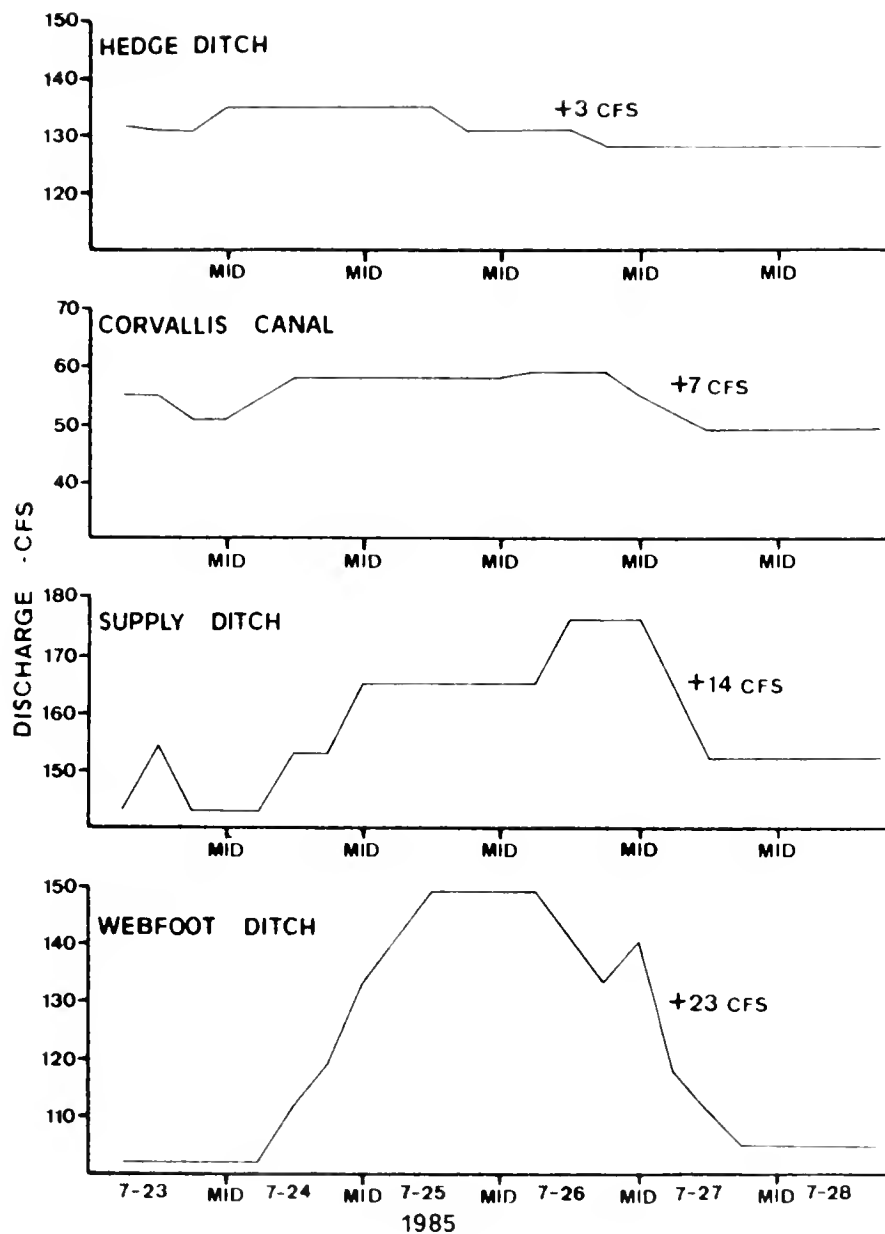 150
HEDGE DITCH
140
+3 CFS
130
120
MID MID MID MID MID
70
CORVALLIS CANAL
60
+7 CFS
50
40
MID MID MID MID MID
DISCHARGE -CFS
180
SUPPLY DITCH
170
+14 CFS
160
150
MID MID MID MID MID
150
WEBFOOT DITCH
140
130
+23 CFS
120
110
7-23 MID 7-24 MID 7-25 MID 7-26 MID 7-27 MID 7-28
1985